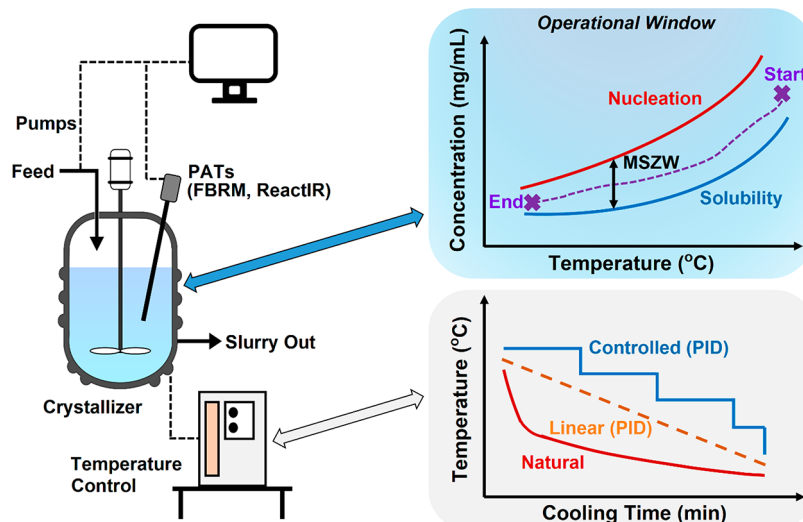 Pumps
Feed
PATs
(FBRM, ReactIR)
Slurry Out
Crystallizer
Temperature
Control
Operational Window
Concentration (mg/mL)
Start
Nucleation
MSZW
End
Solubility
Temperature (°C)
Temperature (°C)
Controlled (PID)
Linear (PID)
Natural
Cooling Time (min)